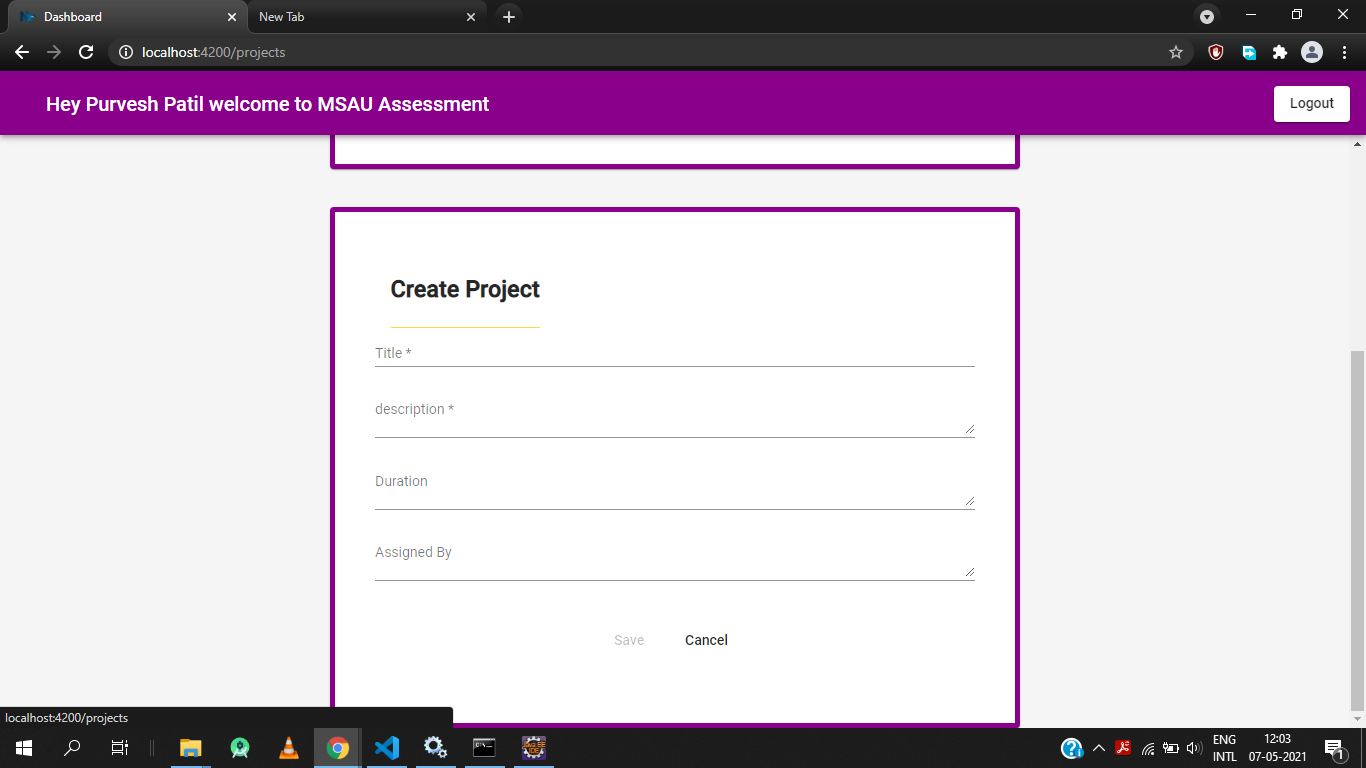 Dashboard
New Tab
localhost:4200/projects
Hey Purvesh Patil welcome to MSAU Assessment
Logout
Create Project
Title *
description *
Duration
Assigned By
Save
Cancel
localhost:4200/projects
ENG
INTL
12:03
07-05-2021
1